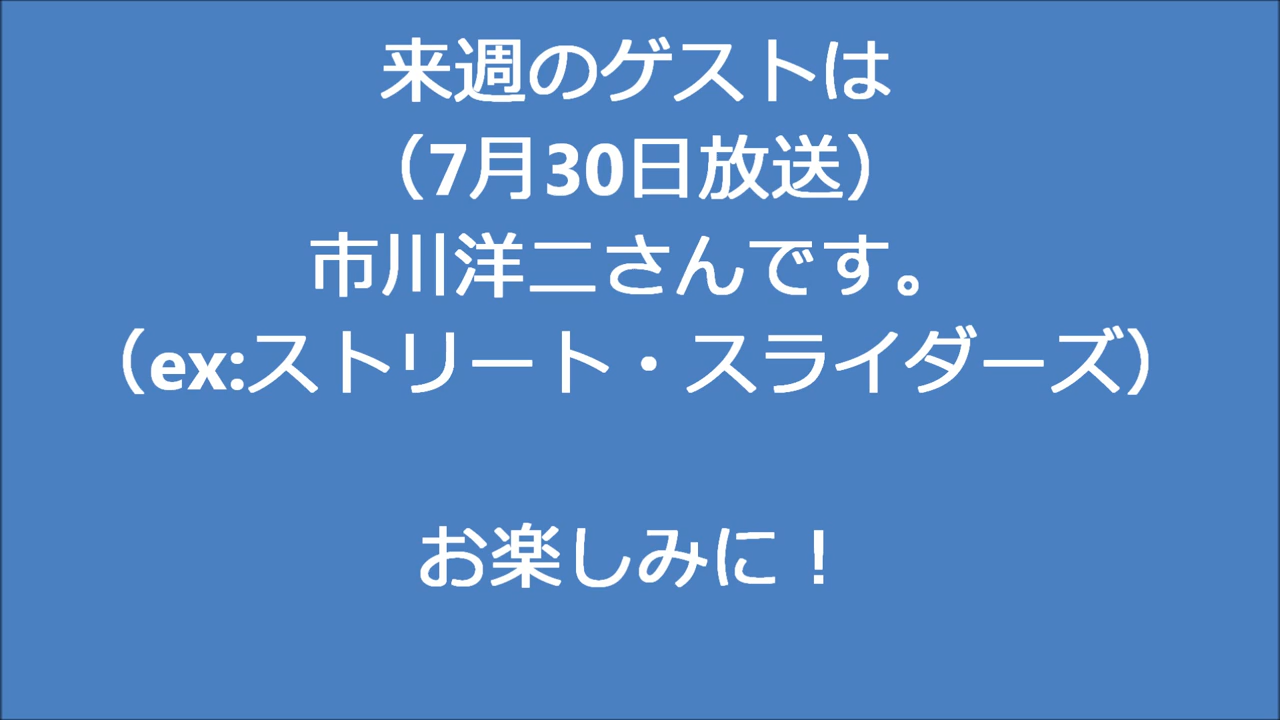 来週のゲストは
（7月30日放送）
市川洋二さんです。
（ex:ストリート・スライダーズ）
お楽しみに！